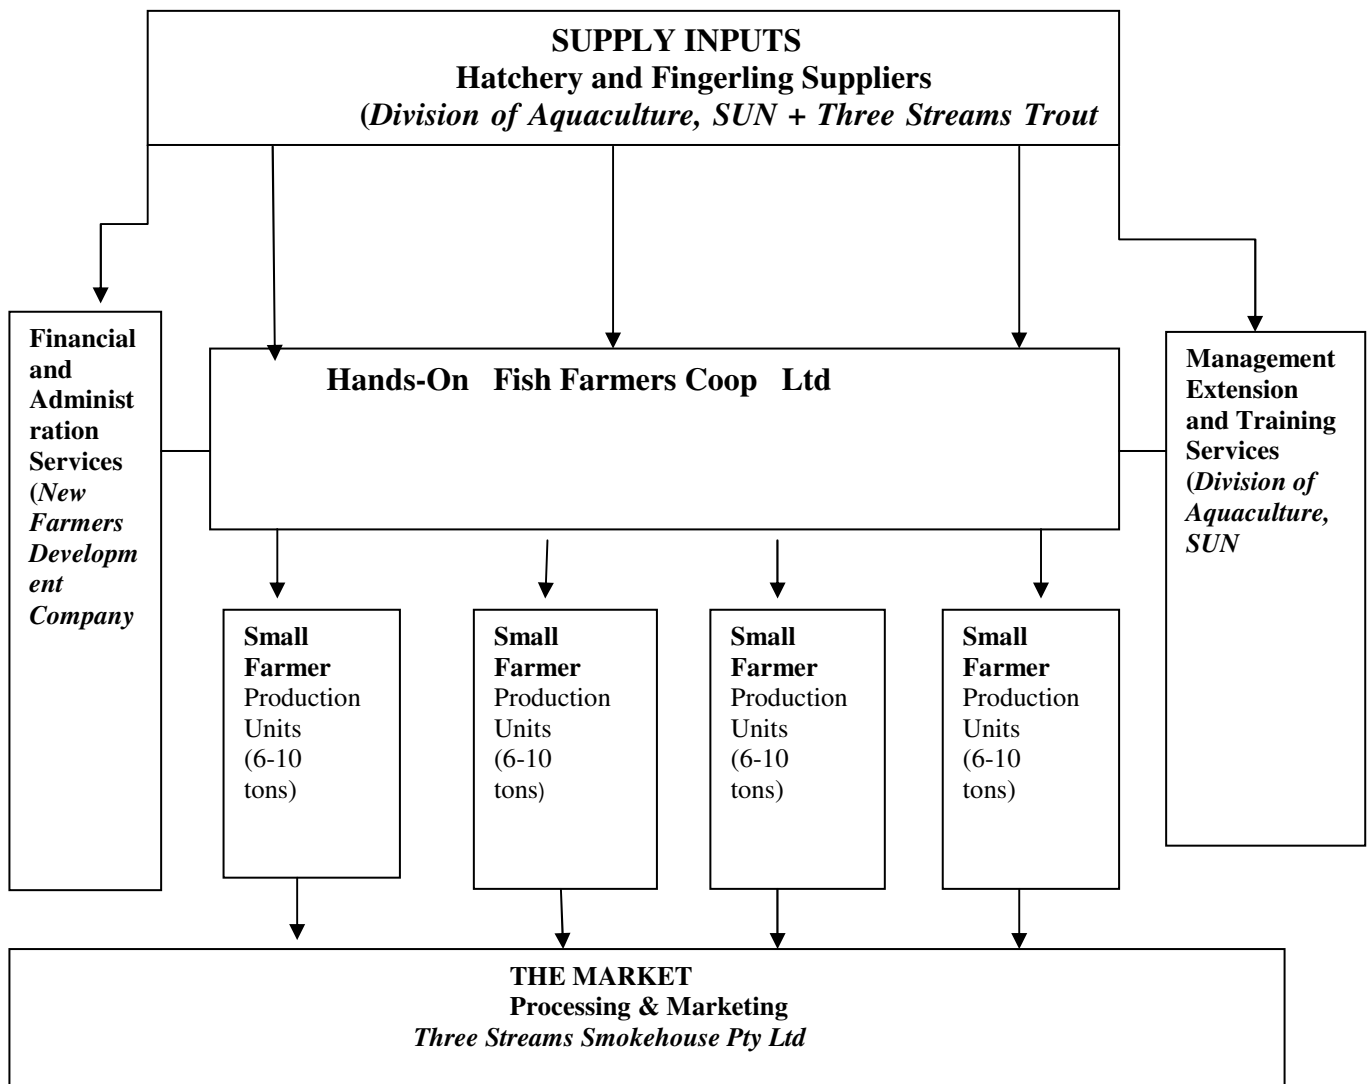 SUPPLY INPUTS
Hatchery and Fingerling Suppliers
(Division of Aquaculture, SUN + Three Streams Trout
Financial
and
Administ
ration
Services
(New
Farmers
Developm
ent
Company
Hands-On Fish Farmers Coop Ltd
Management
Extension
and Training
Services
(Division of
Aquaculture,
SUN
Small
Farmer
Production
Units
(6-10
tons)
Small
Farmer
Production
Units
(6-10
tons)
Small
Farmer
Production
Units
(6-10
tons)
Small
Farmer
Production
Units
(6-10
tons)
THE MARKET
Processing & Marketing
Three Streams Smokehouse Pty Ltd